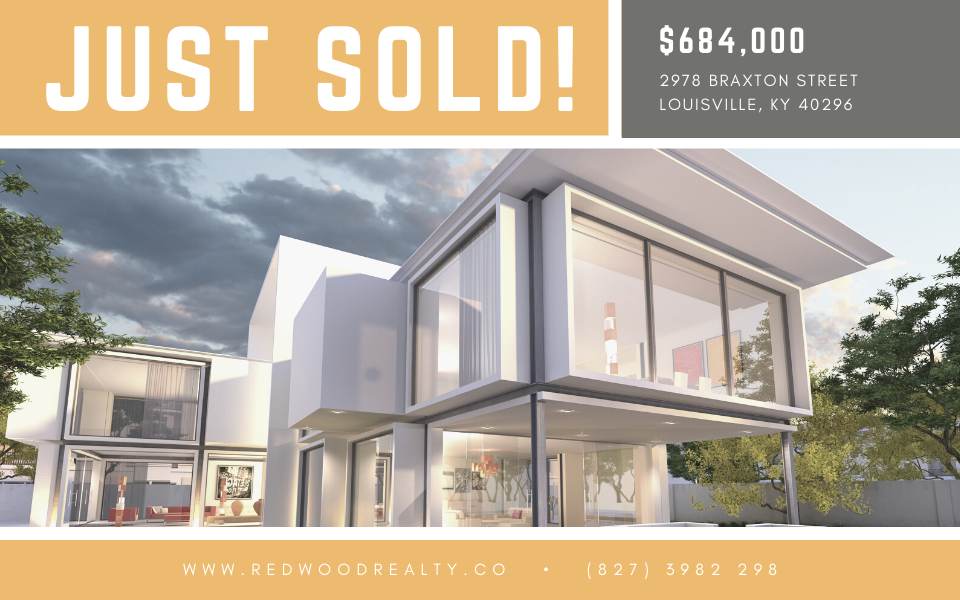 JUST SOLD!
$684,000
2978 BRAXTON STREET
LOUISVILLE, KY 40296
WWW.REDWOODREALTY.CO • (827) 3982 298